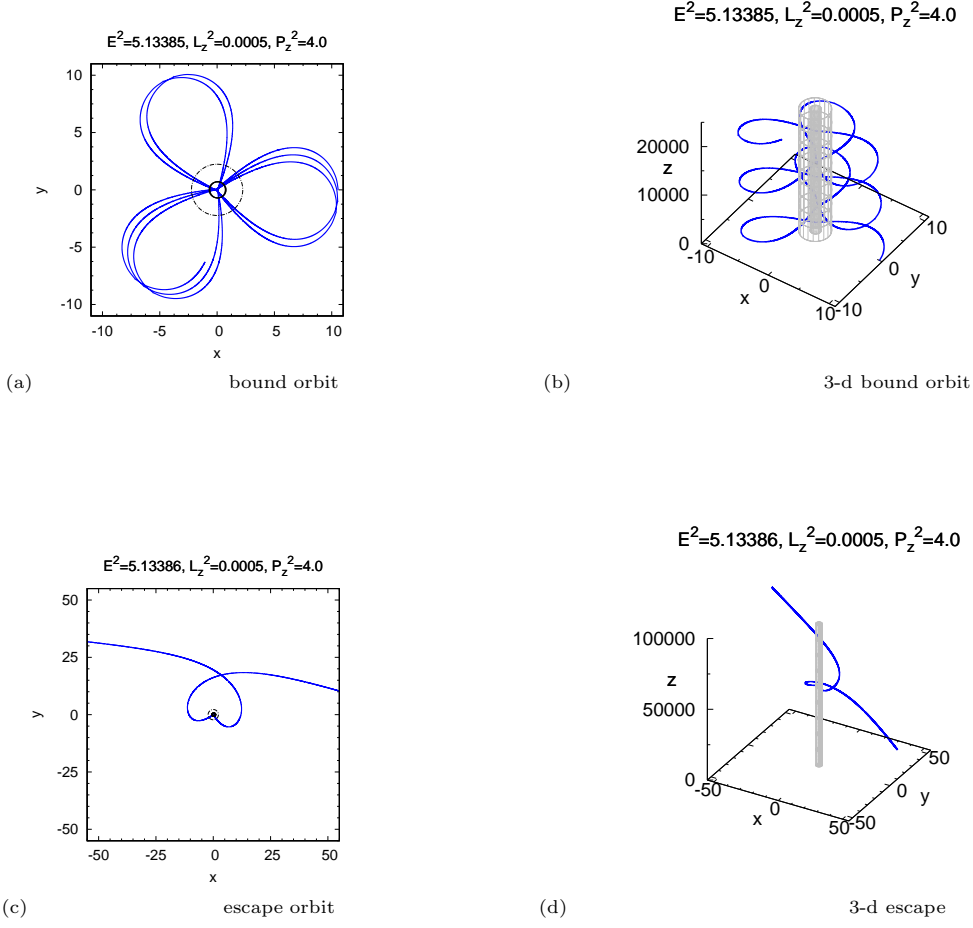 E²=5.13385, L_z²=0.0005, P_z²=4.0
10
5
0
-5
-10
y
-10 -5 0 5 10
x
(a) bound orbit
E²=5.13385, L_z²=0.0005, P_z²=4.0
20000
z
10000
0
-10
x
0
10
-10
0
y
10
(b) 3-d bound orbit
E²=5.13386, L_z²=0.0005, P_z²=4.0
50
25
0
-25
-50
y
-50 -25 0 25 50
x
(c) escape orbit
E²=5.13386, L_z²=0.0005, P_z²=4.0
100000
z
50000
0
-50
x
0
50
-50
0
y
50
(d) 3-d escape